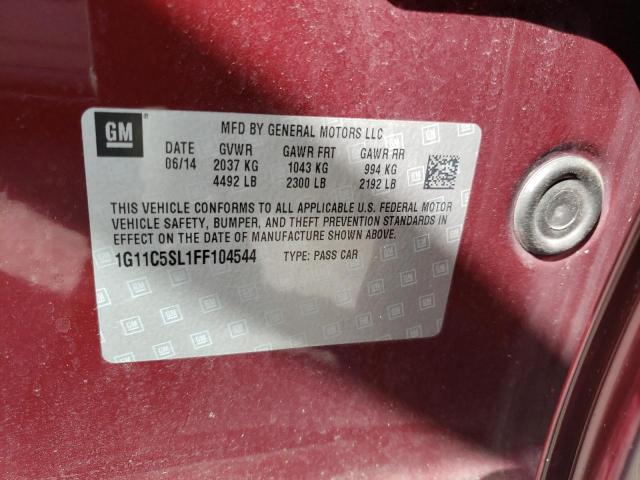 GM
MFD BY GENERAL MOTORS LLC
DATE GVWR GAWR FRT GAWR RR
06/14 2037 KG 1043 KG 994 KG
4492 LB 2300 LB 2192 LB
THIS VEHICLE CONFORMS TO ALL APPLICABLE U.S. FEDERAL MOTOR
VEHICLE SAFETY, BUMPER, AND THEFT PREVENTION STANDARDS IN
EFFECT ON THE DATE OF MANUFACTURE SHOWN ABOVE.
1G11C5SL1FF104544 TYPE: PASS CAR